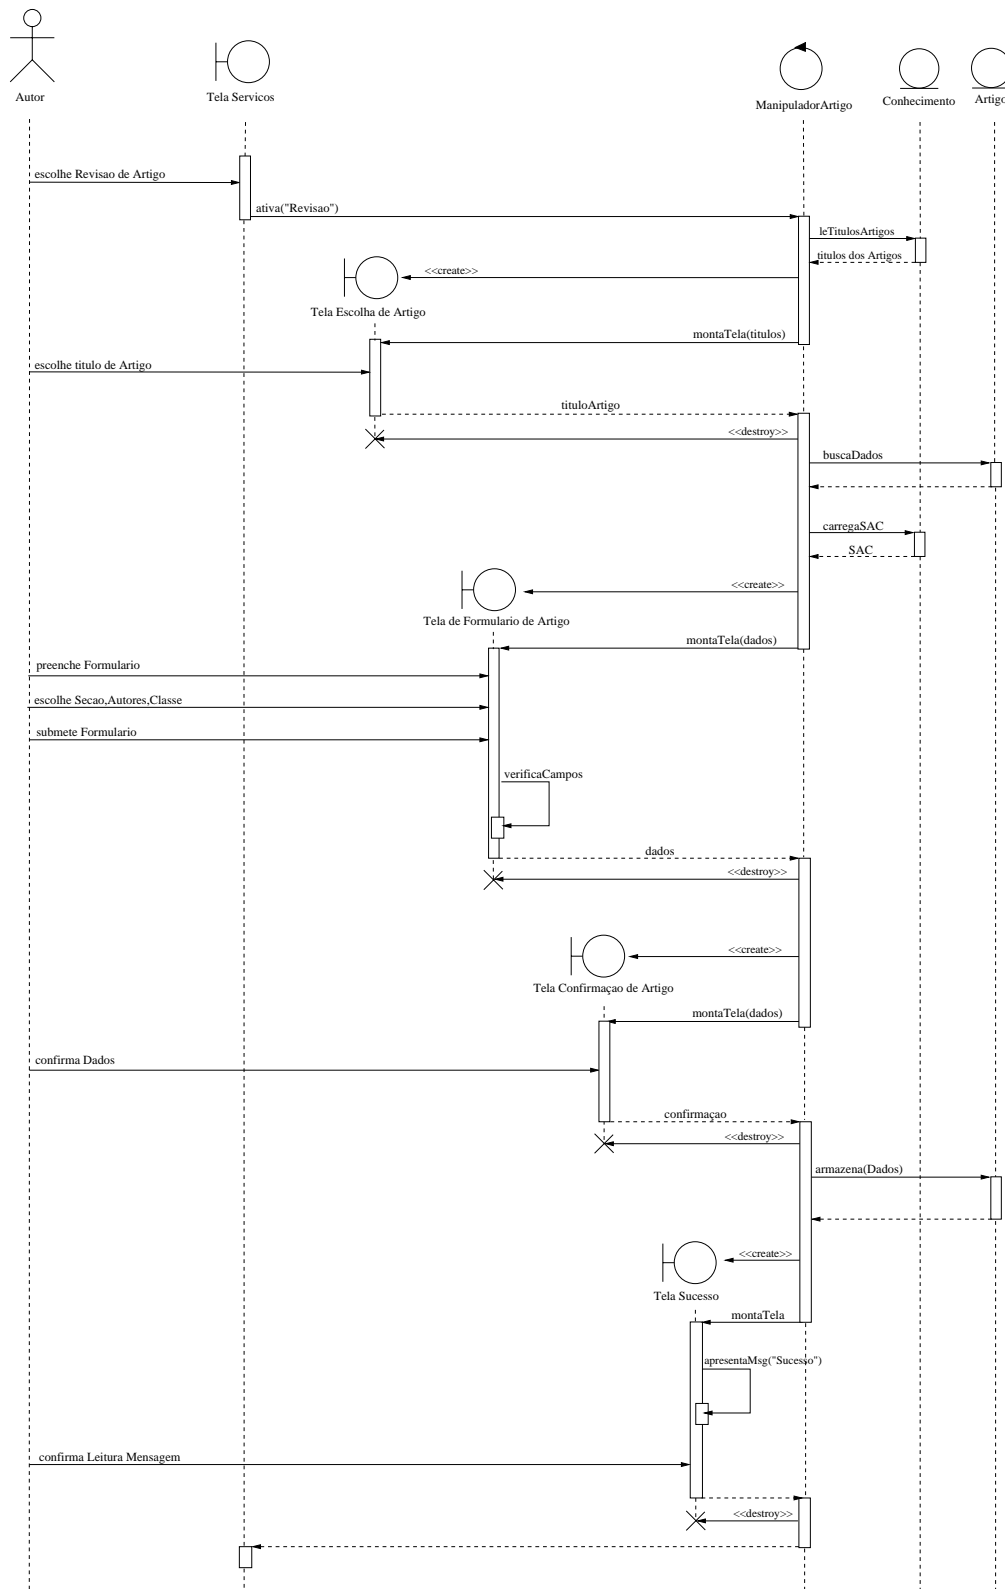 Autor
Tela Servicos
ManipuladorArtigo
Conhecimento
Artigo
escolhe Revisao de Artigo
ativa("Revisao")
leTitulosArtigos
titulos dos Artigos
<<create>>
Tela Escolha de Artigo
montaTela(titulos)
escolhe titulo de Artigo
tituloArtigo
<<destroy>>
buscaDados
carregaSAC
SAC
<<create>>
Tela de Formulario de Artigo
montaTela(dados)
preenche Formulario
escolhe Secao,Autores,Classe
submete Formulario
verificaCampos
dados
<<destroy>>
<<create>>
Tela Confirmaçao de Artigo
montaTela(dados)
confirma Dados
confirmaçao
<<destroy>>
armazena(Dados)
<<create>>
Tela Sucesso
montaTela
apresentaMsg("Sucesso")
confirma Leitura Mensagem
<<destroy>>